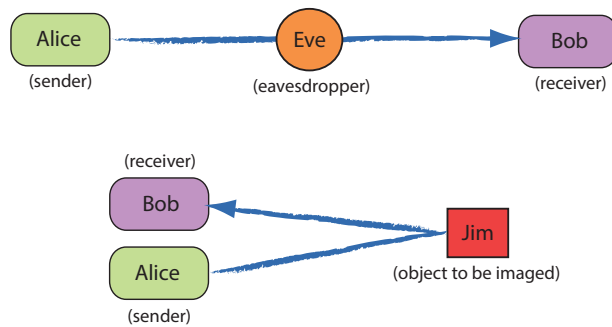 Alice
Eve
Bob
(sender)
(eavesdropper)
(receiver)
(receiver)
Bob
Jim
Alice
(object to be imaged)
(sender)